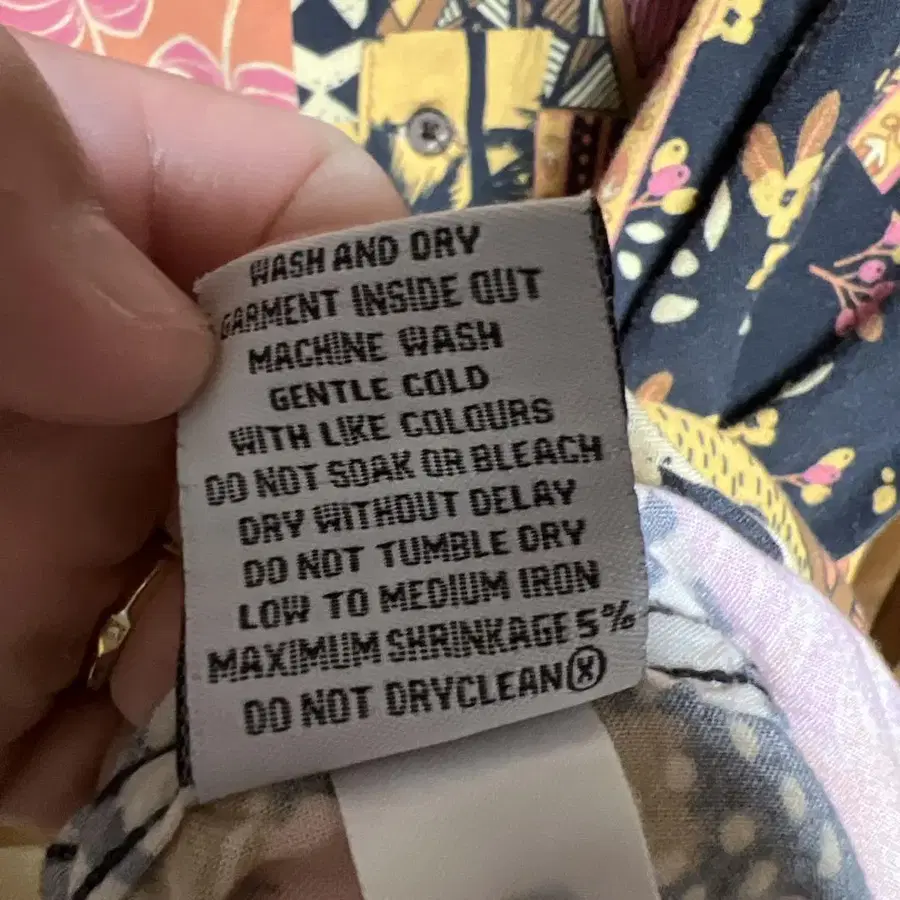 WASH AND DRY
GARMENT INSIDE OUT
MACHINE WASH
GENTLE COLD
WITH LIKE COLOURS
DO NOT SOAK OR BLEACH
DRY WITHOUT DELAY
DO NOT TUMBLE DRY
LOW TO MEDIUM IRON
MAXIMUM SHRINKAGE 5%
DO NOT DRYCLEAN Ⓧ